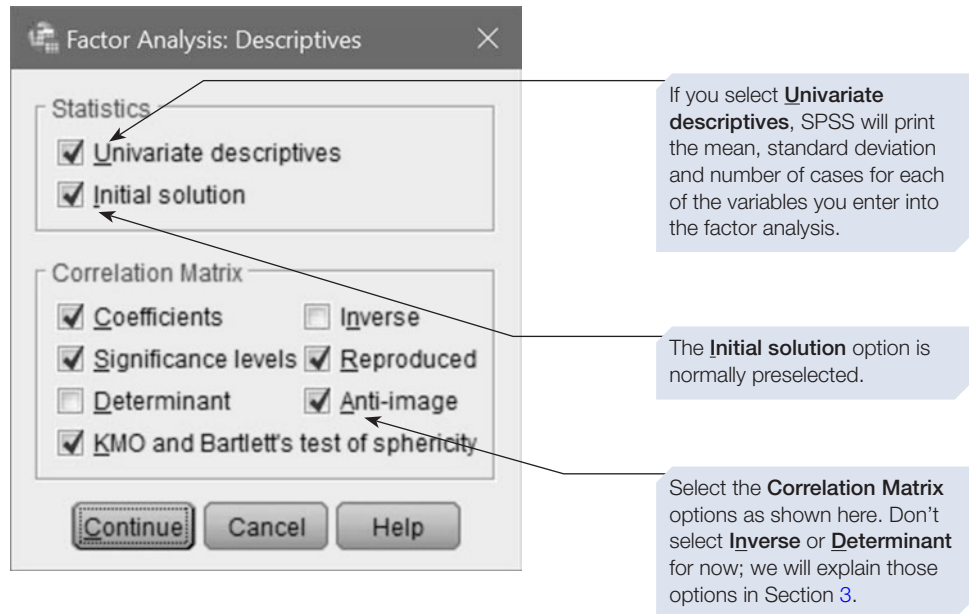 Factor Analysis: Descriptives
Statistics
Univariate descriptives
Initial solution
Correlation Matrix
Coefficients Inverse
Significance levels Reproduced
Determinant Anti-image
KMO and Bartlett's test of sphericity
Continue Cancel Help
If you select Univariate
descriptives, SPSS will print
the mean, standard deviation
and number of cases for each
of the variables you enter into
the factor analysis.
The Initial solution option is
normally preselected.
Select the Correlation Matrix
options as shown here. Don't
select Inverse or Determinant
for now; we will explain those
options in Section 3.